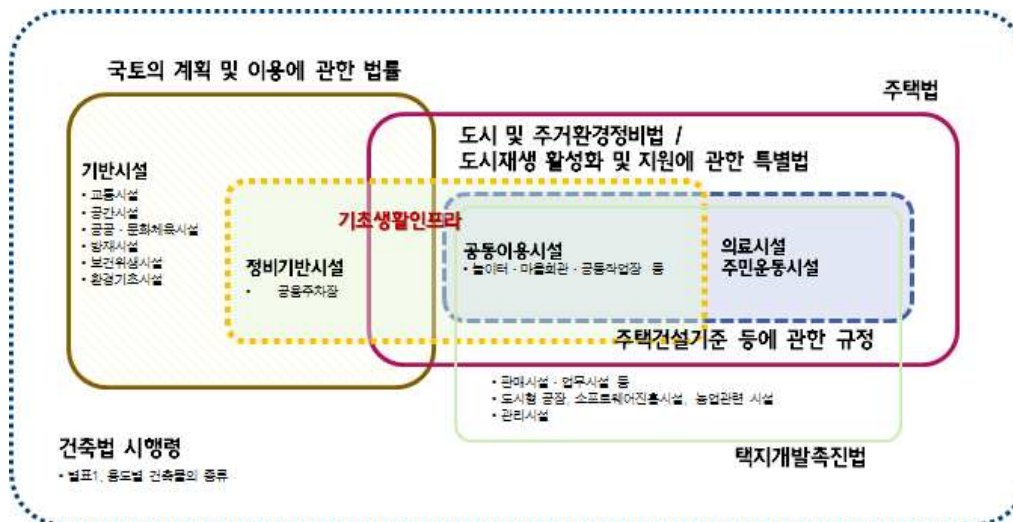 국토의 계획 및 이용에 관한 법률
주택법
도시 및 주거환경정비법 /
도시재생 활성화 및 지원에 관한 특별법
기반시설
• 교통시설
• 공간시설
• 공공 · 문화체육시설
• 방재시설
• 보건위생시설
• 환경기초시설
기초생활인프라
정비기반시설
• 공용주차장
공동이용시설
• 놀이터 · 마을회관 · 공동작업장 등
의료시설
주민운동시설
주택건설기준 등에 관한 규정
• 판매시설 · 업무시설 등
• 도시형 공장, 소프트웨어진흥시설, 농업관련 시설
• 관리시설
택지개발촉진법
건축법 시행령
• 별표1, 용도별 건축물의 종류